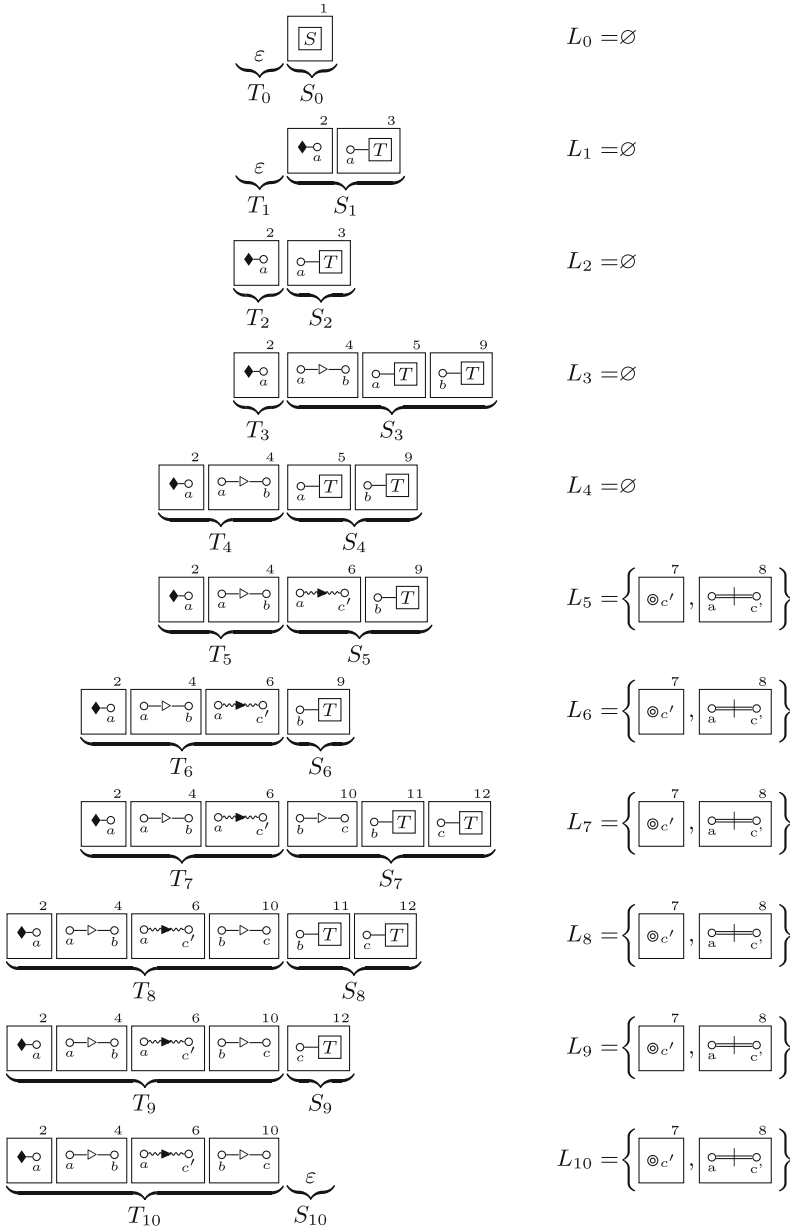 1
S L₀ =∅
ε
T₀ S₀
2 3
a a T L₁ =∅
ε
T₁ S₁
2 3
a a T L₂ =∅
T₂ S₂
2 4 5 9
a a b a T b T L₃ =∅
T₃ S₃
2 4 5 9
a a b a T b T L₄ =∅
T₄ S₄
2 4 6 9 7 8
a a b a c′ b T L₅ = { c′ , a c' }
T₅ S₅
2 4 6 9 7 8
a a b a c′ b T L₆ = { c′ , a c' }
T₆ S₆
2 4 6 10 11 12 7 8
a a b a c′ b c b T c T L₇ = { c′ , a c' }
T₇ S₇
2 4 6 10 11 12 7 8
a a b a c′ b c b T c T L₈ = { c′ , a c' }
T₈ S₈
2 4 6 10 12 7 8
a a b a c′ b c c T L₉ = { c′ , a c' }
T₉ S₉
2 4 6 10 7 8
a a b a c′ b c L₁₀ = { c′ , a c' }
ε
T₁₀ S₁₀